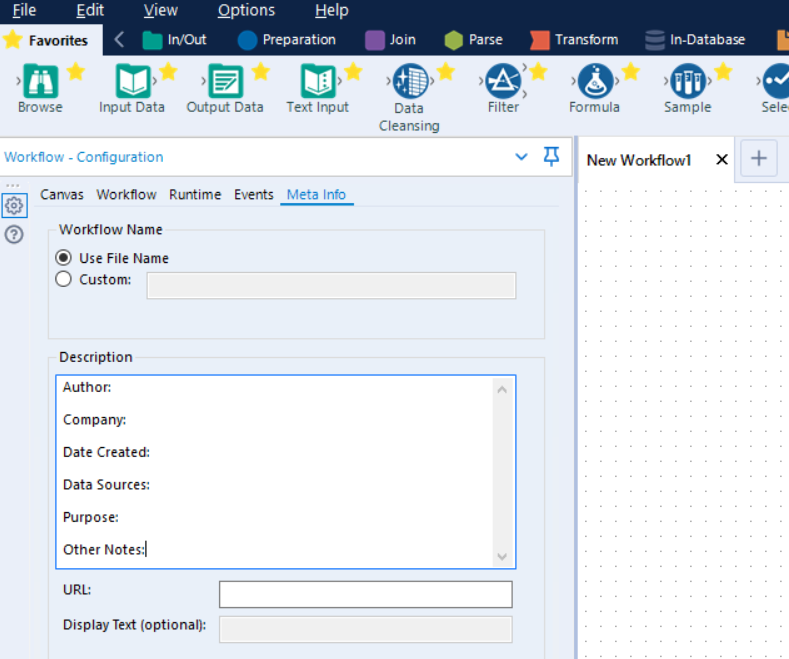 File Edit View Options Help
Favorites In/Out Preparation Join Parse Transform In-Database
Browse Input Data Output Data Text Input Data Cleansing Filter Formula Sample Sele
Workflow - Configuration
New Workflow1
Canvas Workflow Runtime Events Meta Info
Workflow Name
Use File Name
Custom:
Description
Author:
Company:
Date Created:
Data Sources:
Purpose:
Other Notes:
URL:
Display Text (optional):